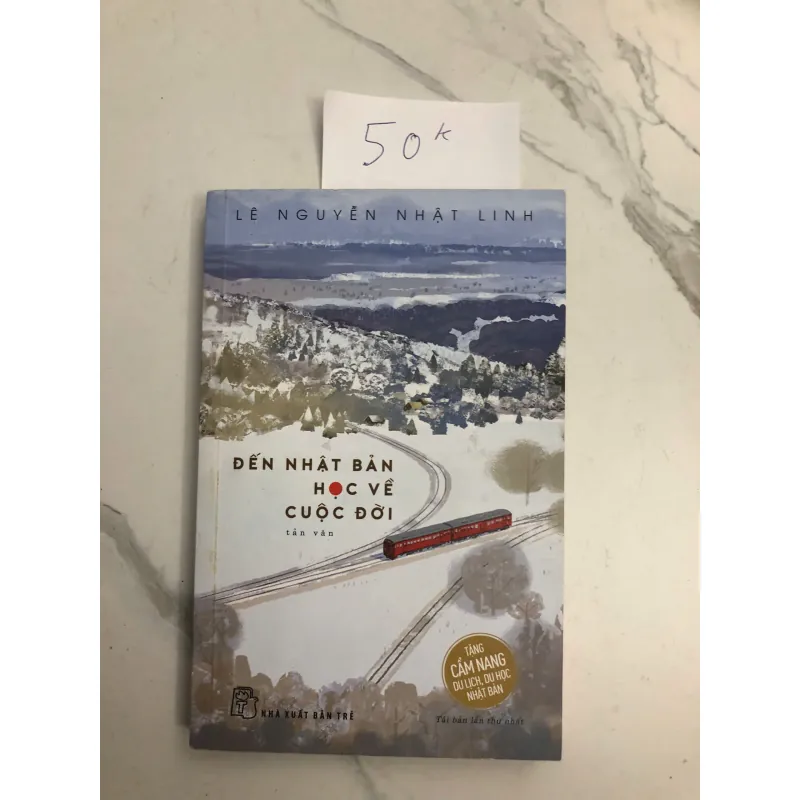 50k
LÊ NGUYỄN NHẬT LINH
ĐẾN NHẬT BẢN
HỌC VỀ
CUỘC ĐỜI
tản văn
TẶNG
CẨM NANG
DU LỊCH, DU HỌC
NHẬT BẢN
NHÀ XUẤT BẢN TRẺ
Tái bản lần thứ nhất